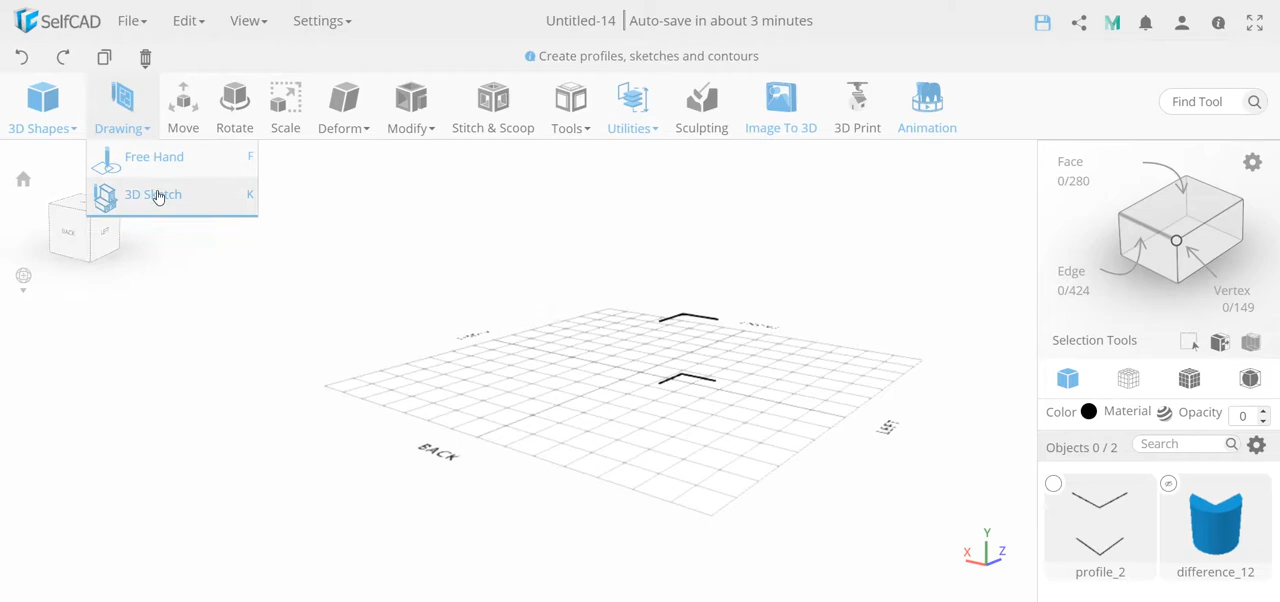 SelfCAD File Edit View Settings Untitled-14 Auto-save in about 3 minutes
Create profiles, sketches and contours
3D Shapes Drawing Move Rotate Scale Deform Modify Stitch & Scoop Tools Utilities Sculpting Image To 3D 3D Print Animation Find Tool
Free Hand F
3D Sketch K
BACK LEFT
BACK
LEFT
X Y Z
Face
0/280
Edge
0/424
Vertex
0/149
Selection Tools
Color Material Opacity 0
Objects 0 / 2 Search
profile_2 difference_12